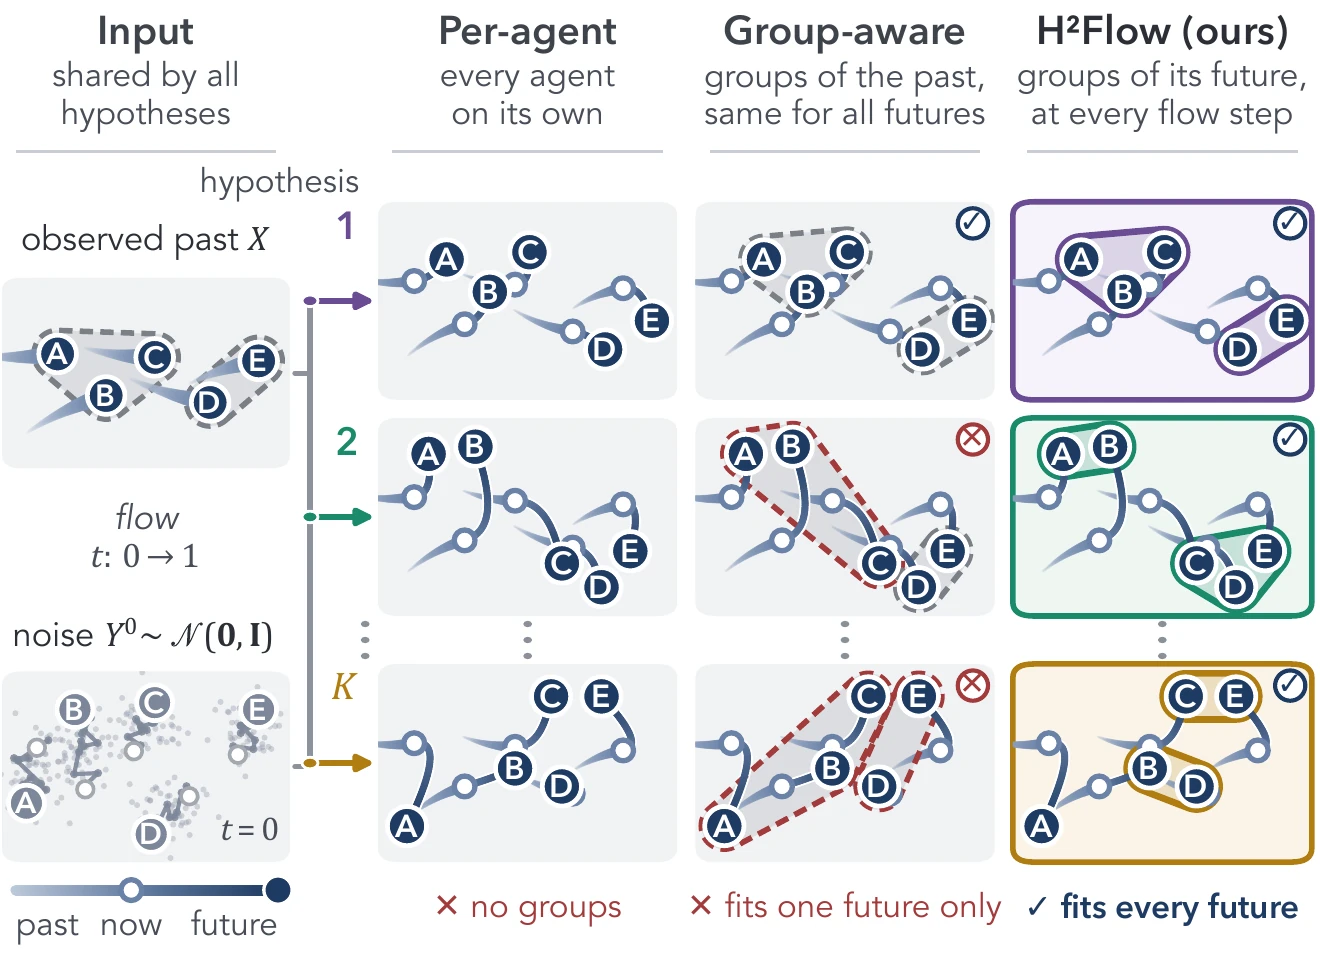 Input
shared by all
hypotheses
Per-agent
every agent
on its own
Group-aware
groups of the past,
same for all futures
H²Flow (ours)
groups of its future,
at every flow step
hypothesis
observed past X
A
C
E
B
D
flow
t: 0→1
noise Y⁰ ~ 𝒩(𝟎, 𝐈)
B
C
E
A
D
t = 0
past now future
1
A
C
B
E
D
A
C
B
E
D
✓
A
C
B
E
D
✓
2
A
B
C
E
D
A
B
C
E
D
✕
A
B
C
E
D
✓
K
C
E
B
D
A
C
E
B
D
A
✕
C
E
B
D
A
✓
✕ no groups
✕ fits one future only
✓ fits every future